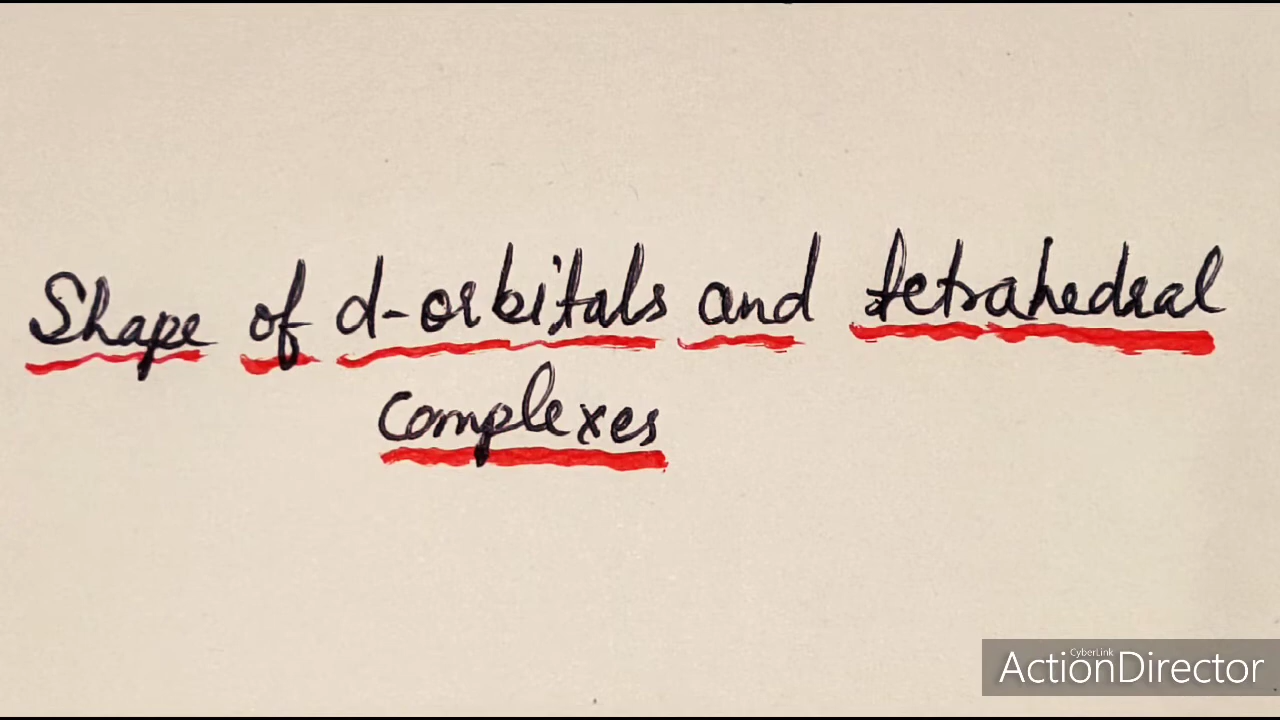 Shape of d-orbitals and tetrahedral
complexes
CyberLink
ActionDirector